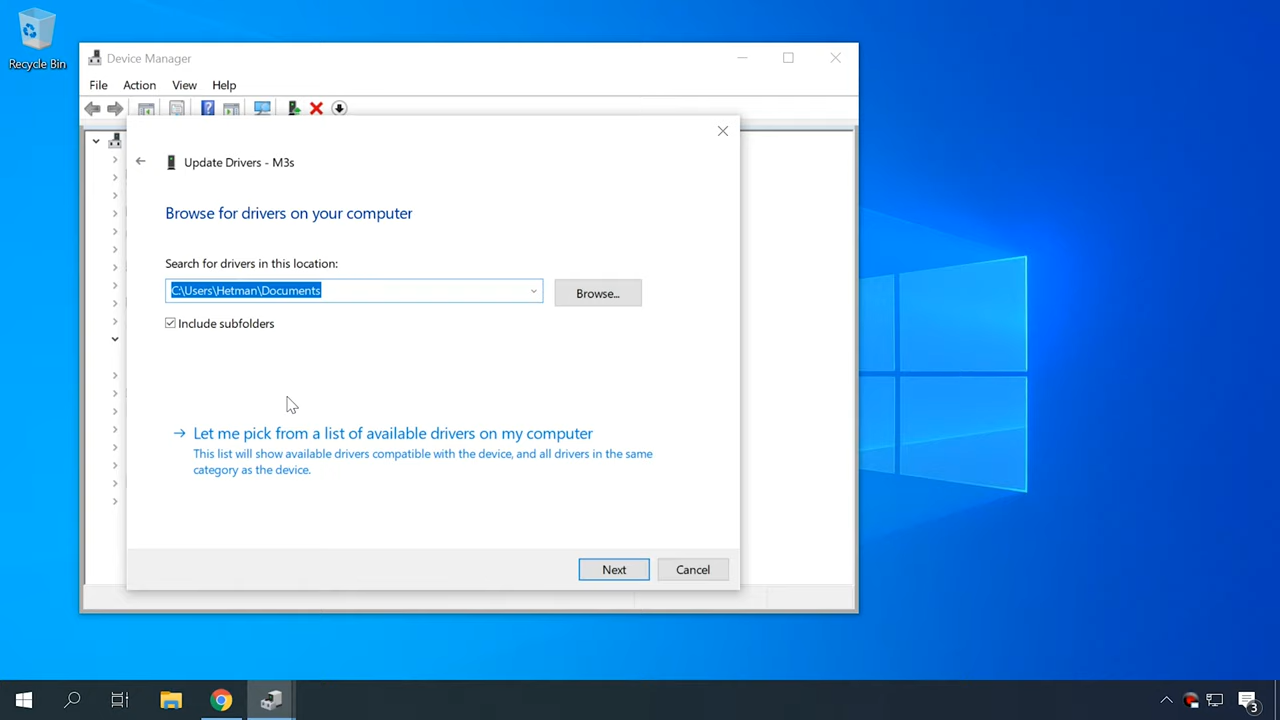 Recycle Bin
Device Manager
File Action View Help
Update Drivers - M3s
Browse for drivers on your computer
Search for drivers in this location:
C:\Users\Hetman\Documents
Browse...
Include subfolders
Let me pick from a list of available drivers on my computer
This list will show available drivers compatible with the device, and all drivers in the same
category as the device.
Next
Cancel
3